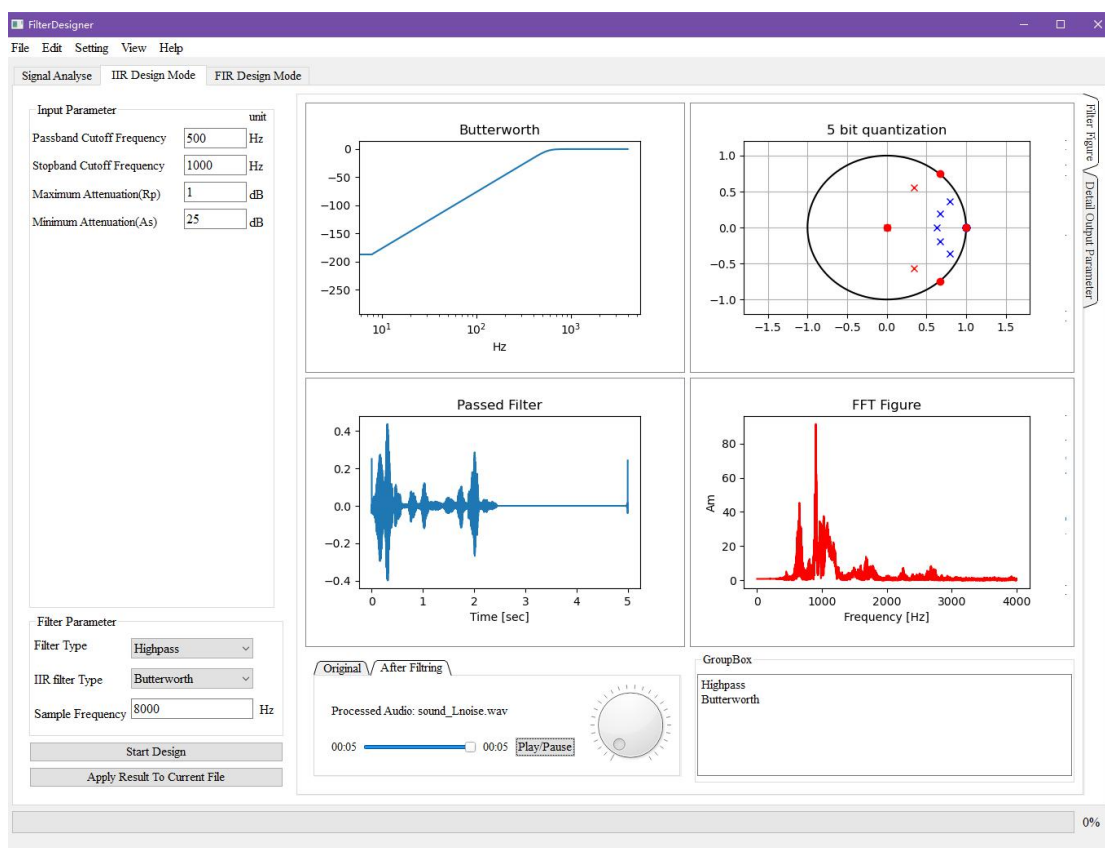 FilterDesigner
File Edit Setting View Help
Signal Analyse IIR Design Mode FIR Design Mode
Input Parameter
unit
Passband Cutoff Frequency 500 Hz
Stopband Cutoff Frequency 1000 Hz
Maximum Attenuation(Rp) 1 dB
Minimum Attenuation(As) 25 dB
Butterworth
0
−50
−100
−150
−200
−250
10¹ 10² 10³
Hz
5 bit quantization
1.0
0.5
0.0
−0.5
−1.0
−1.5 −1.0 −0.5 0.0 0.5 1.0 1.5
Filter Figure
Detail Output Parameter
Passed Filter
0.4
0.2
0.0
−0.2
−0.4
0 1 2 3 4 5
Time [sec]
FFT Figure
Am
80
60
40
20
0
0 1000 2000 3000 4000
Frequency [Hz]
Filter Parameter
Filter Type Highpass
IIR filter Type Butterworth
Sample Frequency 8000 Hz
Start Design
Apply Result To Current File
Original After Filtring
Processed Audio: sound_Lnoise.wav
00:05 00:05 Play/Pause
GroupBox
Highpass
Butterworth
0%